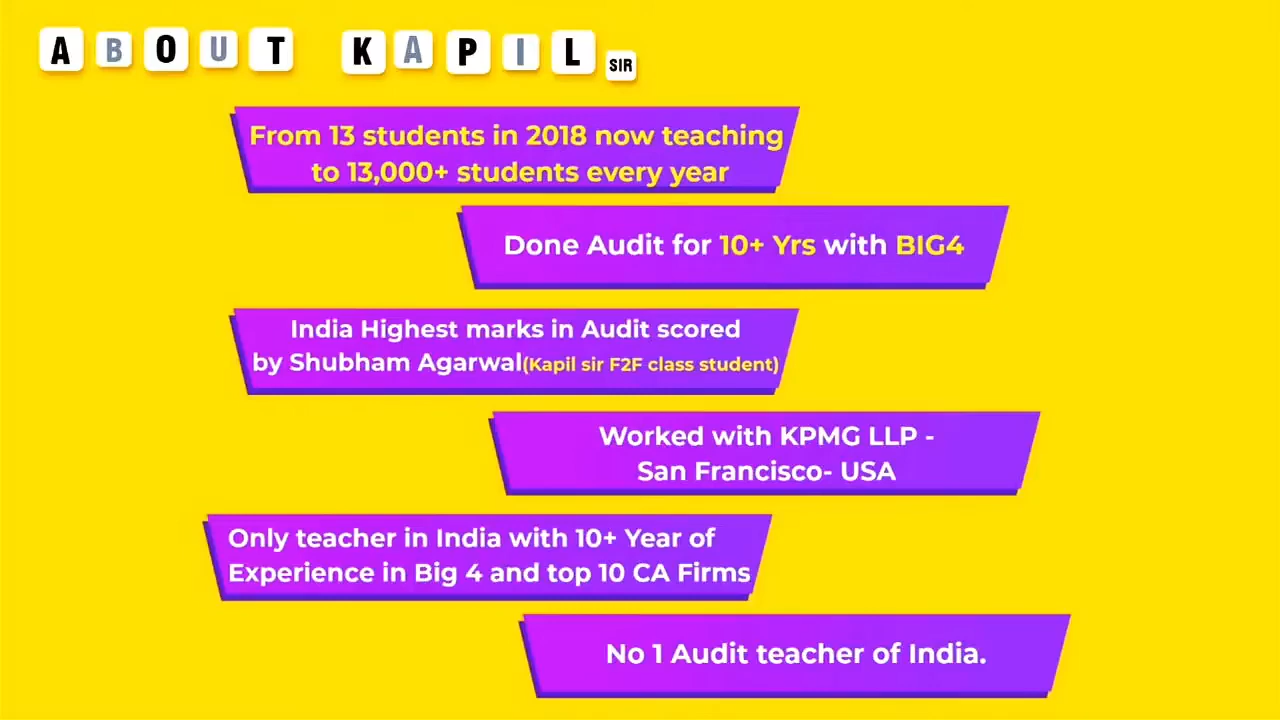 ABOUT KAPIL SIR
From 13 students in 2018 now teaching
to 13,000+ students every year
Done Audit for 10+ Yrs with BIG4
India Highest marks in Audit scored
by Shubham Agarwal(Kapil sir F2F class student)
Worked with KPMG LLP -
San Francisco- USA
Only teacher in India with 10+ Year of
Experience in Big 4 and top 10 CA Firms
No 1 Audit teacher of India.